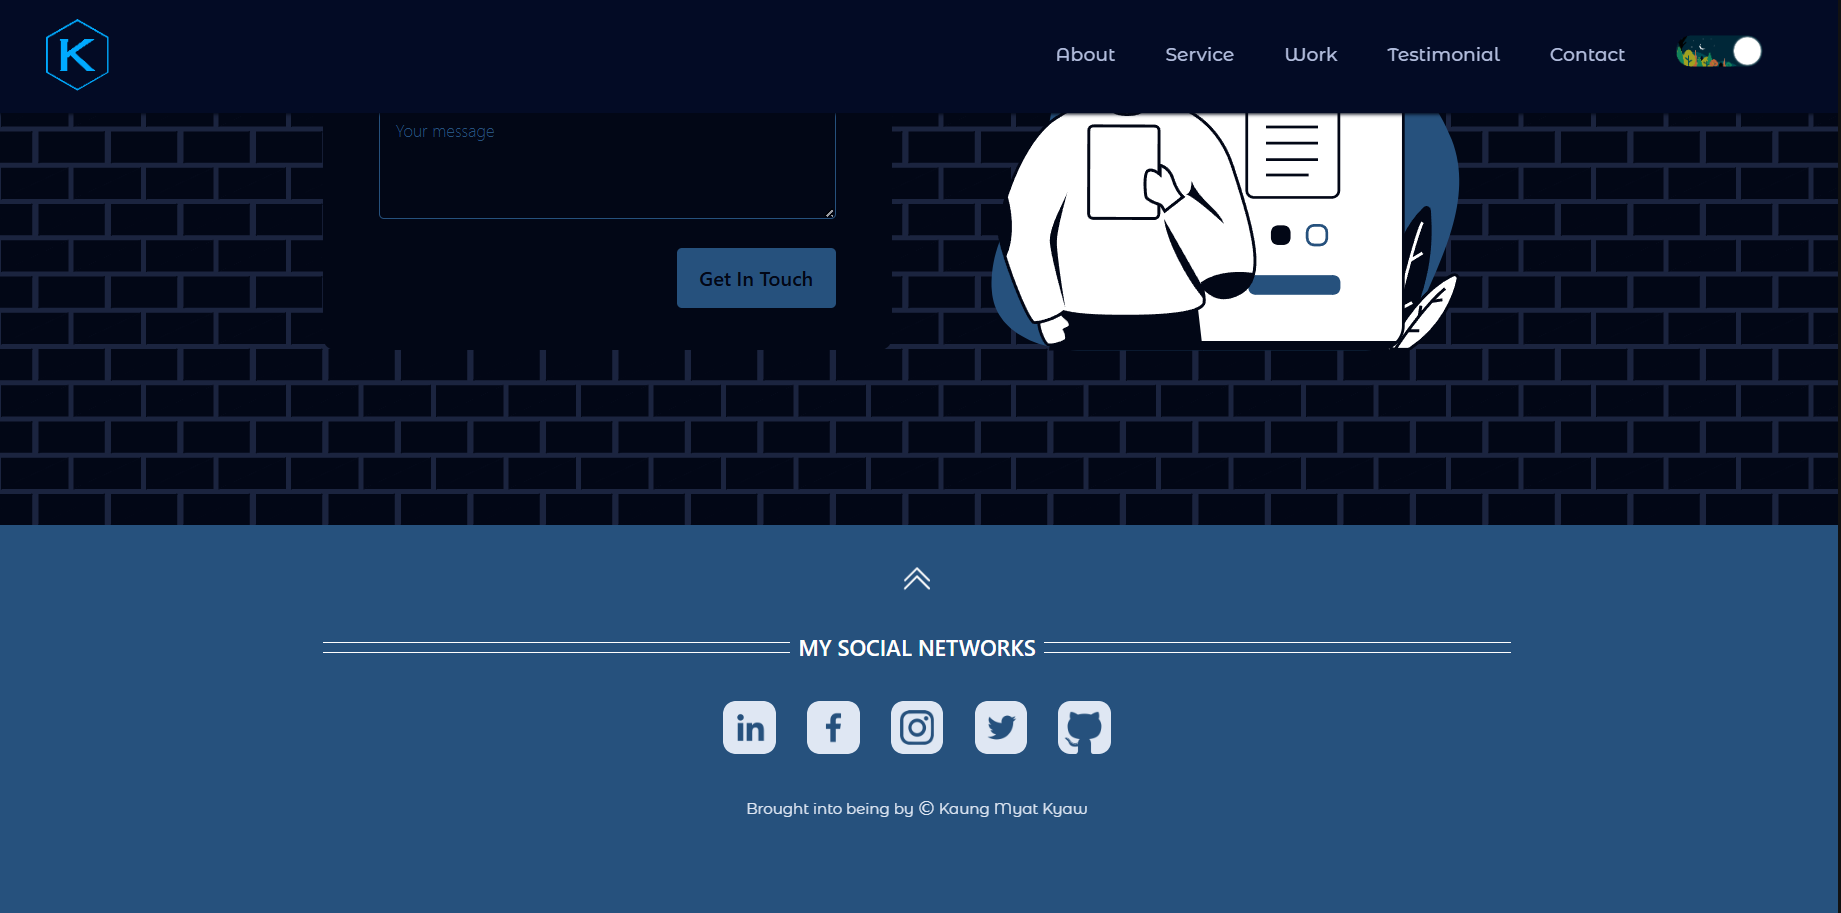 K
About Service Work Testimonial Contact
Your message
Get In Touch
MY SOCIAL NETWORKS
in f
Brought into being by © Kaung Myat Kyaw